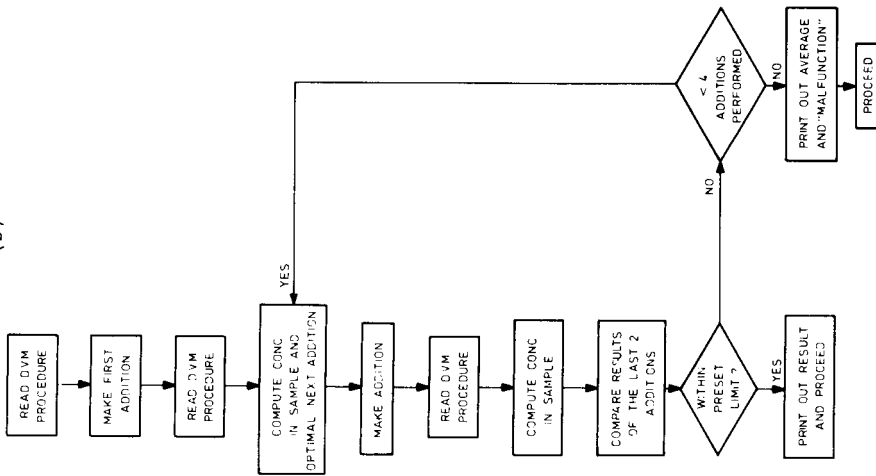 (B)
READ DVM
PROCEDURE
MAKE FIRST
ADDITION
READ DVM
PROCEDURE
COMPUTE CONC
IN SAMPLE AND
OPTIMAL NEXT ADDITION
MAKE ADDITION
READ DVM
PROCEDURE
COMPUTE CONC
IN SAMPLE
COMPARE RESULTS
OF THE LAST 2
ADDITIONS
WITHIN
PRESET
LIMIT ?
YES
PRINT OUT RESULT
AND PROCEED
NO
< 4
ADDITIONS
PERFORMED
YES
NO
PRINT OUT AVERAGE
AND "MALFUNCTION"
PROCEED